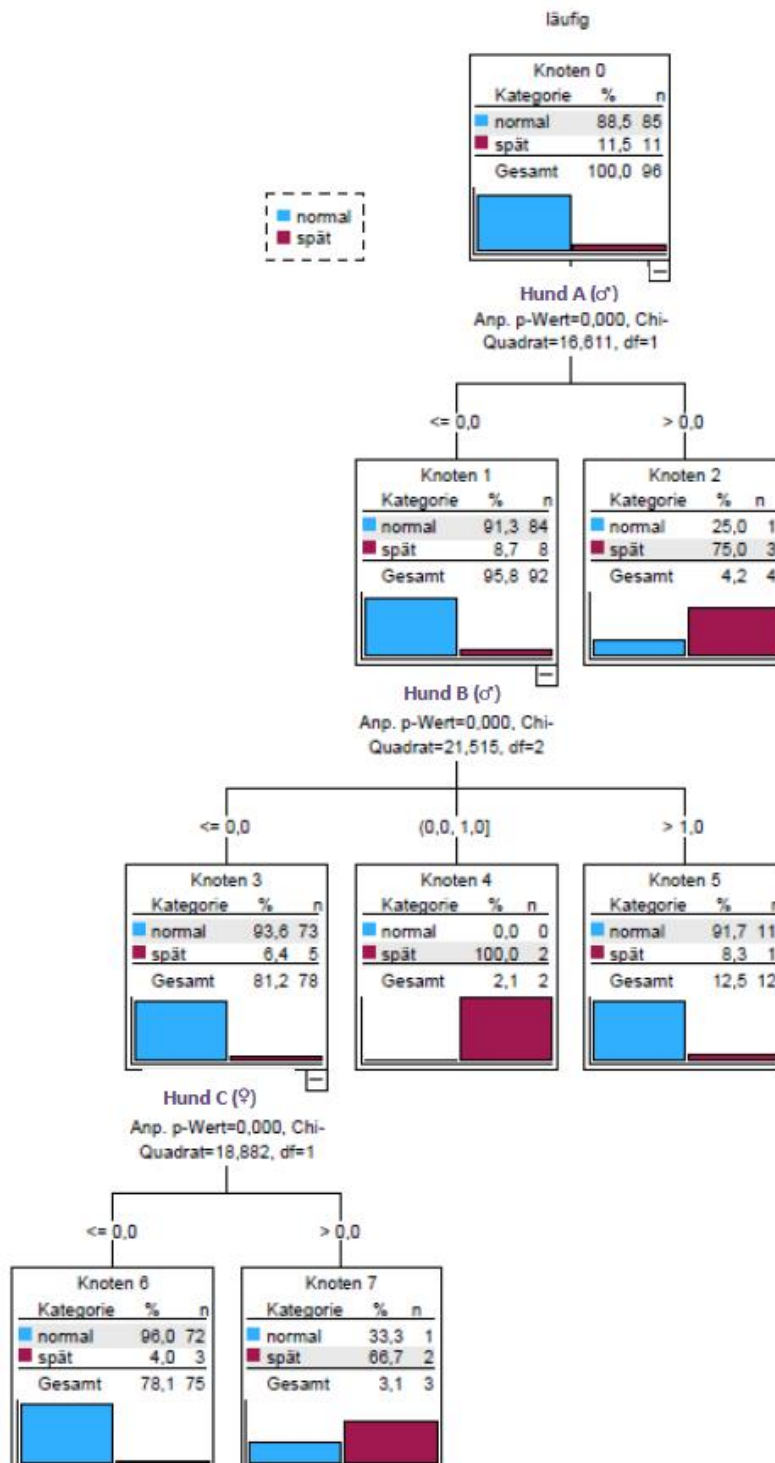 läufig
Knoten 0
Kategorie % n
normal 88,5 85
spät 11,5 11
Gesamt 100,0 96
normal
spät
Hund A (♂)
Anp. p-Wert=0,000, Chi-
Quadrat=16,611, df=1
<= 0,0 > 0,0
Knoten 1
Kategorie % n
normal 91,3 84
spät 8,7 8
Gesamt 95,8 92
Knoten 2
Kategorie % n
normal 25,0 1
spät 75,0 3
Gesamt 4,2 4
Hund B (♂)
Anp. p-Wert=0,000, Chi-
Quadrat=21,515, df=2
<= 0,0 (0,0, 1,0] > 1,0
Knoten 3
Kategorie % n
normal 93,6 73
spät 6,4 5
Gesamt 81,2 78
Knoten 4
Kategorie % n
normal 0,0 0
spät 100,0 2
Gesamt 2,1 2
Knoten 5
Kategorie % n
normal 91,7 11
spät 8,3 1
Gesamt 12,5 12
Hund C (♀)
Anp. p-Wert=0,000, Chi-
Quadrat=18,882, df=1
<= 0,0 > 0,0
Knoten 6
Kategorie % n
normal 96,0 72
spät 4,0 3
Gesamt 78,1 75
Knoten 7
Kategorie % n
normal 33,3 1
spät 66,7 2
Gesamt 3,1 3